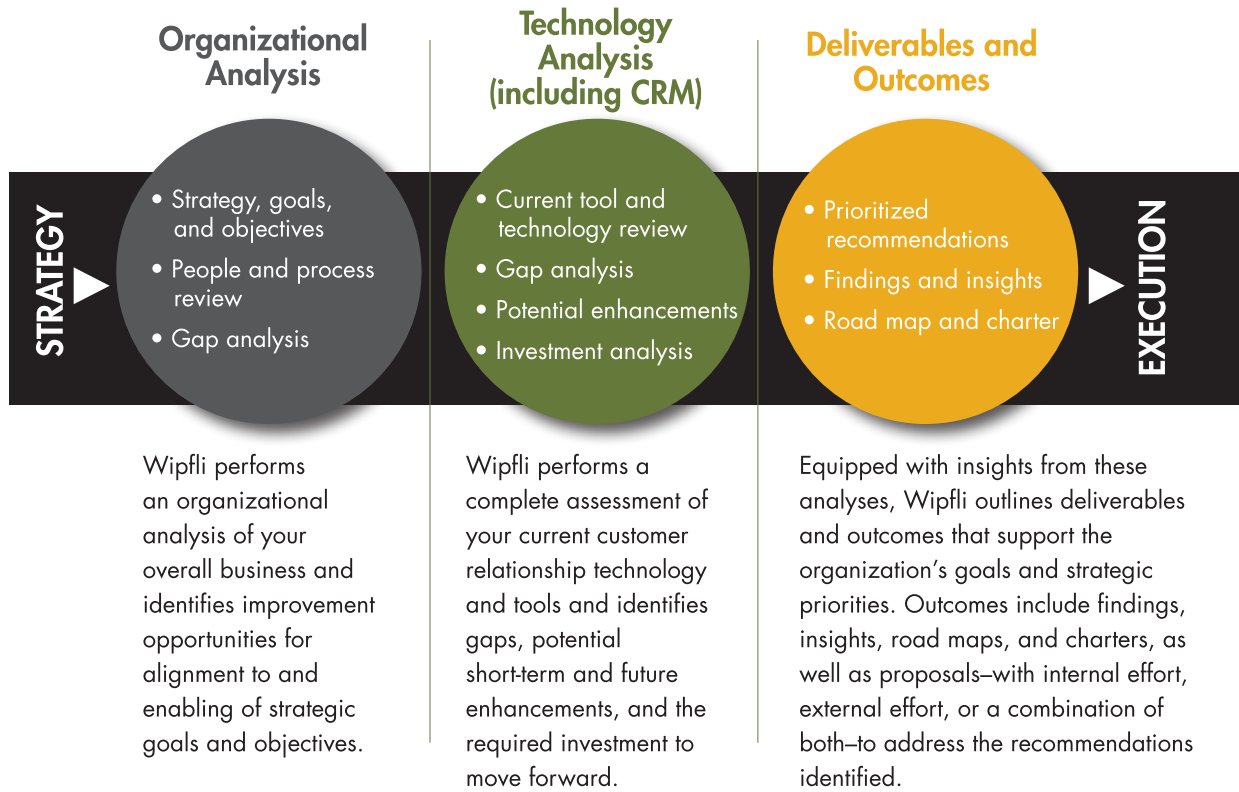 Organizational
Analysis
Technology
Analysis
(including CRM)
Deliverables and
Outcomes
STRATEGY
• Strategy, goals,
and objectives
• People and process
review
• Gap analysis
• Current tool and
technology review
• Gap analysis
• Potential enhancements
• Investment analysis
• Prioritized
recommendations
• Findings and insights
• Road map and charter
EXECUTION
Wipfli performs
an organizational
analysis of your
overall business and
identifies improvement
opportunities for
alignment to and
enabling of strategic
goals and objectives.
Wipfli performs a
complete assessment of
your current customer
relationship technology
and tools and identifies
gaps, potential
short-term and future
enhancements, and the
required investment to
move forward.
Equipped with insights from these
analyses, Wipfli outlines deliverables
and outcomes that support the
organization’s goals and strategic
priorities. Outcomes include findings,
insights, road maps, and charters, as
well as proposals–with internal effort,
external effort, or a combination of
both–to address the recommendations
identified.